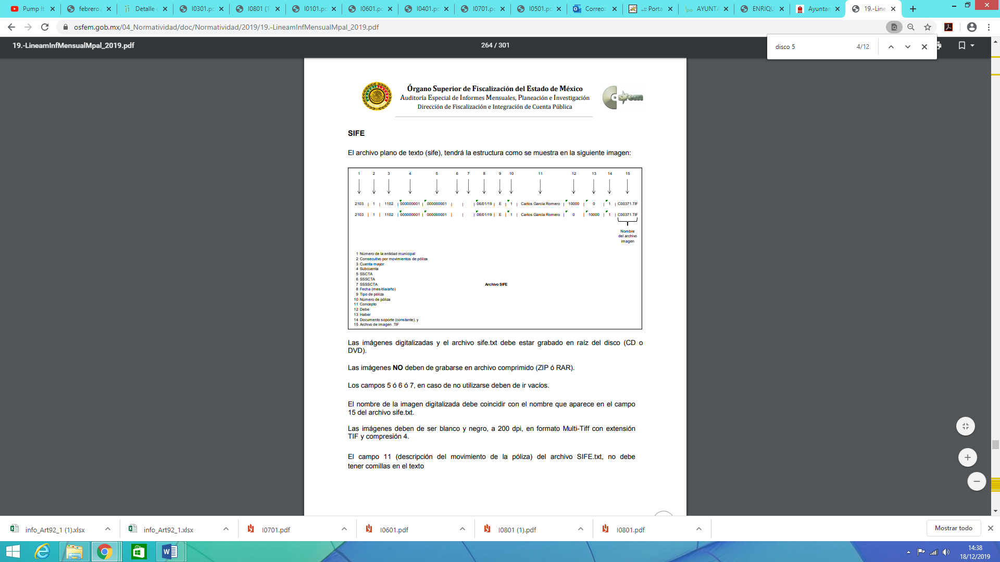 Pump It
febrero.
Detalle
I0301.pd
I0801 (1
I0101.pd
I0601.pd
I0401.pd
I0701.pd
I0501.pd
Correo:
..:: Porta
AYUNTA
ENRIQU
Ayuntar
19.-Line
osfem.gob.mx/04_Normatividad/doc/Normatividad/2019/19.-LineamInfMensualMpal_2019.pdf
19.-LineamInfMensualMpal_2019.pdf
264 / 301
disco 5
4/12
Órgano Superior de Fiscalización del Estado de México
Auditoría Especial de Informes Mensuales, Planeación e Investigación
Dirección de Fiscalización e Integración de Cuenta Pública
osfem
SIFE
El archivo plano de texto (sife), tendrá la estructura como se muestra en la siguiente imagen:
1 2 3 4 5 6 7 8 9 10 11 12 13 14 15
2103 | 1 | 1102 | 000000001 | 000000001 | | | 06/01/19 | E | 1 | Carlos García Romero | 10000 | 0 | 1 | C00371.TIF
2103 | 1 | 1102 | 000000001 | 000000001 | | | 06/01/19 | E | 1 | Carlos García Romero | 0 | 10000 | 1 | C00371.TIF
Nombre
del archivo
imagen
1 Número de la entidad municipal
2 Consecutivo por movimientos de póliza
3 Cuenta mayor
4 Subcuenta
5 SSCTA
6 SSSCTA
7 SSSSCTA
Archivo SIFE
8 Fecha (mes/dia/año)
9 Tipo de póliza
10 Número de póliza
11 Concepto
12 Debe
13 Haber
14 Documento soporte (constante); y
15 Archivo de imagen .TIF
Las imágenes digitalizadas y el archivo sife.txt debe estar grabado en raíz del disco (CD o
DVD).
Las imágenes NO deben de grabarse en archivo comprimido (ZIP ó RAR).
Los campos 5 ó 6 ó 7, en caso de no utilizarse deben de ir vacíos.
El nombre de la imagen digitalizada debe coincidir con el nombre que aparece en el campo
15 del archivo sife.txt.
Las imágenes deben de ser blanco y negro, a 200 dpi, en formato Multi-Tiff con extensión
TIF y compresión 4.
El campo 11 (descripción del movimiento de la póliza) del archivo SIFE.txt, no debe
tener comillas en el texto
info_Art92_1 (1).xlsx
info_Art92_1.xlsx
I0701.pdf
I0601.pdf
I0801 (1).pdf
I0801.pdf
Mostrar todo
14:38
18/12/2019